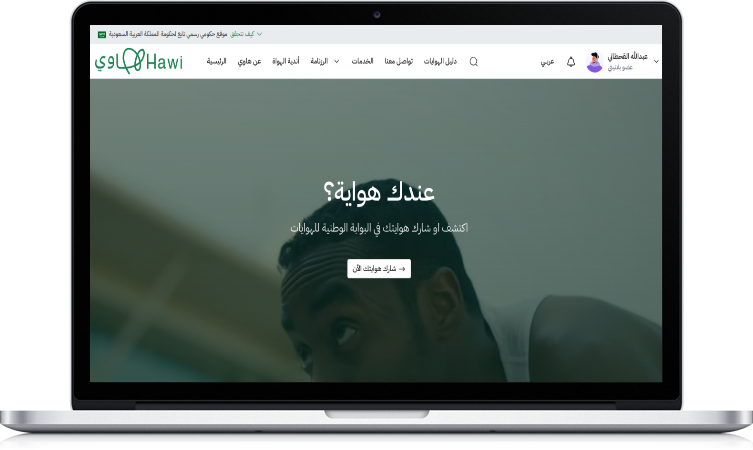 موقع حكومي رسمي تابع لحكومة المملكة العربية السعودية كيف تتحقق
هاوي Hawi
الرئيسية عن هاوي أندية الهواة الرزنامة الخدمات تواصل معنا دليل الهوايات
عربي
عبدالله القحطاني
عندك هواية؟
اكتشف او شارك هوايتك في البوابة الوطنية للهوايات
شارك هوايتك الآن